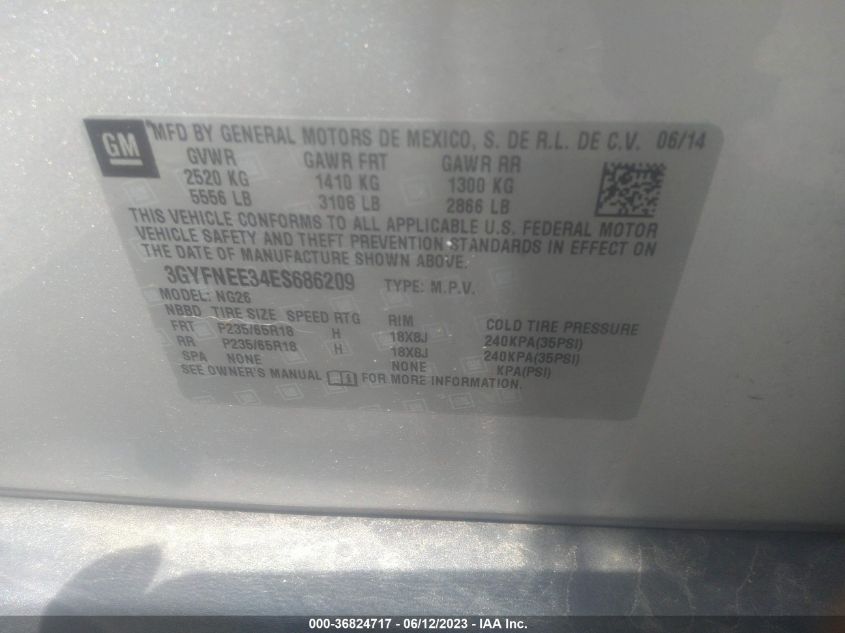 GM
MFD BY GENERAL MOTORS DE MEXICO, S. DE R.L. DE C.V. 06/14
GVWR GAWR FRT GAWR RR
2520 KG 1410 KG 1300 KG
5556 LB 3108 LB 2866 LB
THIS VEHICLE CONFORMS TO ALL APPLICABLE U.S. FEDERAL MOTOR
VEHICLE SAFETY AND THEFT PREVENTION STANDARDS IN EFFECT ON
THE DATE OF MANUFACTURE SHOWN ABOVE.
3GYFNEE34ES686209 TYPE: M.P.V.
MODEL: NG26
NBBD TIRE SIZE SPEED RTG RIM COLD TIRE PRESSURE
FRT P235/65R18 H 18X8J 240KPA(35PSI)
RR P235/65R18 H 18X8J 240KPA(35PSI)
SPA NONE NONE KPA(PSI)
SEE OWNER'S MANUAL FOR MORE INFORMATION.
000-36824717 - 06/12/2023 - IAA Inc.